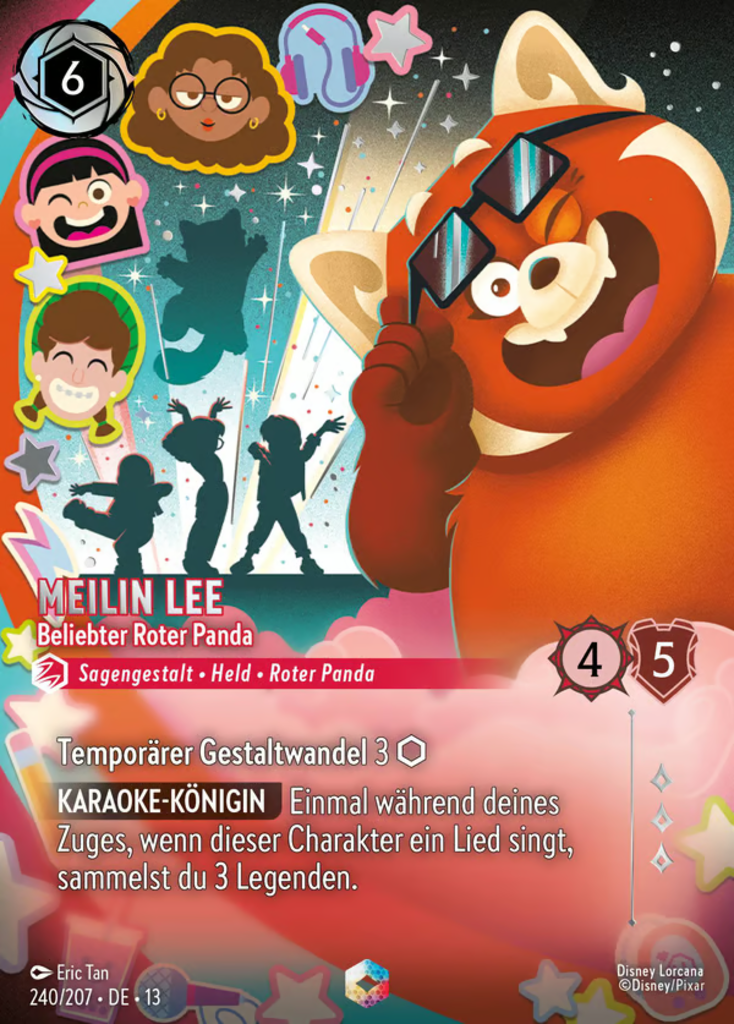 6
MEILIN LEE
Beliebter Roter Panda
Sagengestalt • Held • Roter Panda
4
5
Temporärer Gestaltwandel 3
KARAOKE-KÖNIGIN Einmal während deines
Zuges, wenn dieser Charakter ein Lied singt,
sammelst du 3 Legenden.
Eric Tan
240/207 • DE • 13
Disney Lorcana
©Disney/Pixar